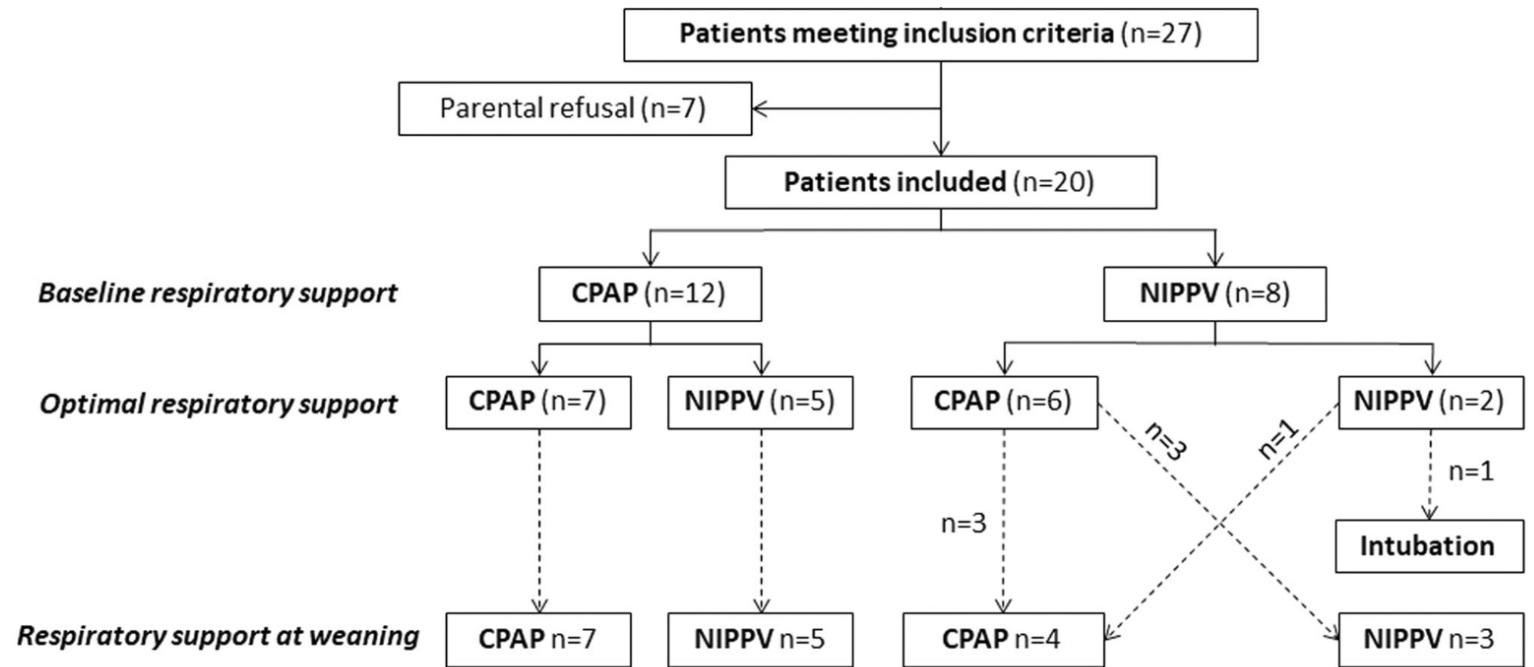 Patients meeting inclusion criteria (n=27)
Parental refusal (n=7)
Patients included (n=20)
Baseline respiratory support
CPAP (n=12)
NIPPV (n=8)
Optimal respiratory support
CPAP (n=7)
NIPPV (n=5)
CPAP (n=6)
NIPPV (n=2)
n=3
n=1
n=1
n=3
Intubation
Respiratory support at weaning
CPAP n=7
NIPPV n=5
CPAP n=4
NIPPV n=3